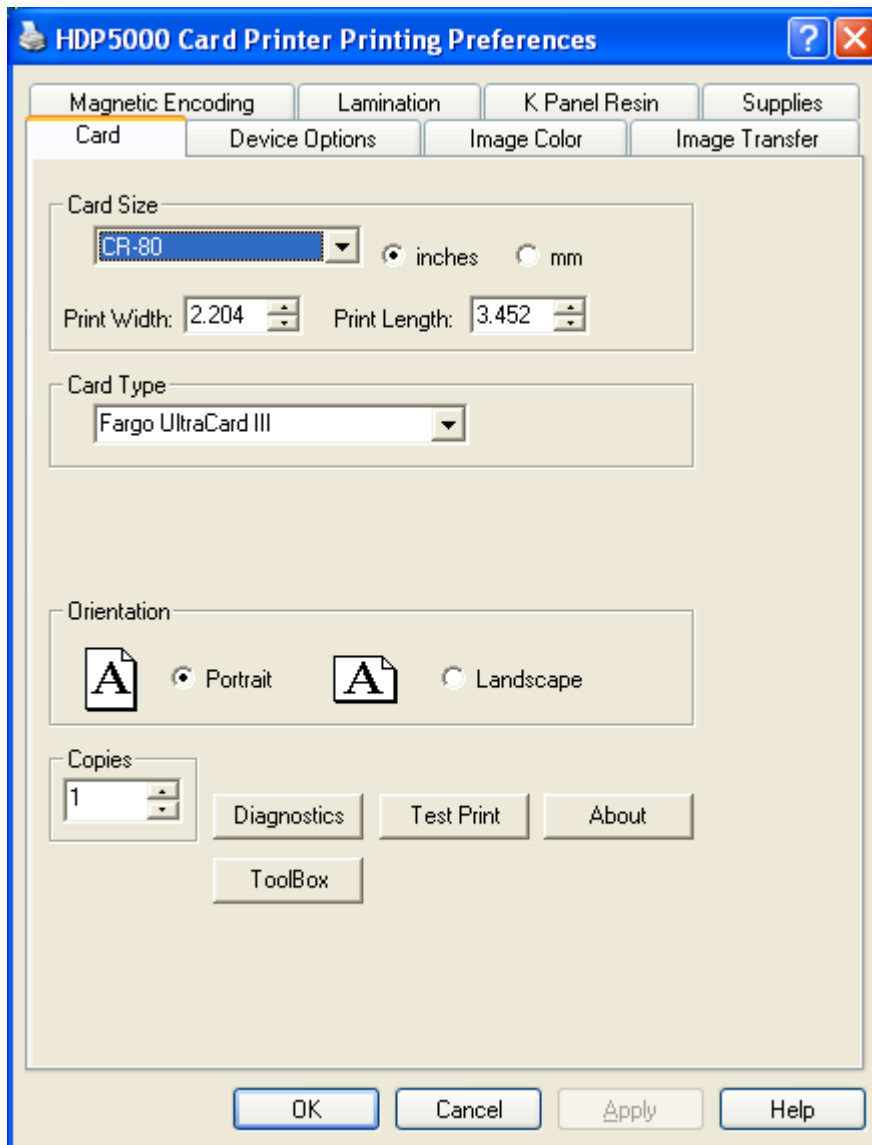 HDP5000 Card Printer Printing Preferences
Magnetic Encoding Lamination K Panel Resin Supplies
Card Device Options Image Color Image Transfer
Card Size
CR-80 inches mm
Print Width: 2.204 Print Length: 3.452
Card Type
Fargo UltraCard III
Orientation
A Portrait A Landscape
Copies
1
Diagnostics Test Print About
ToolBox
OK Cancel Apply Help